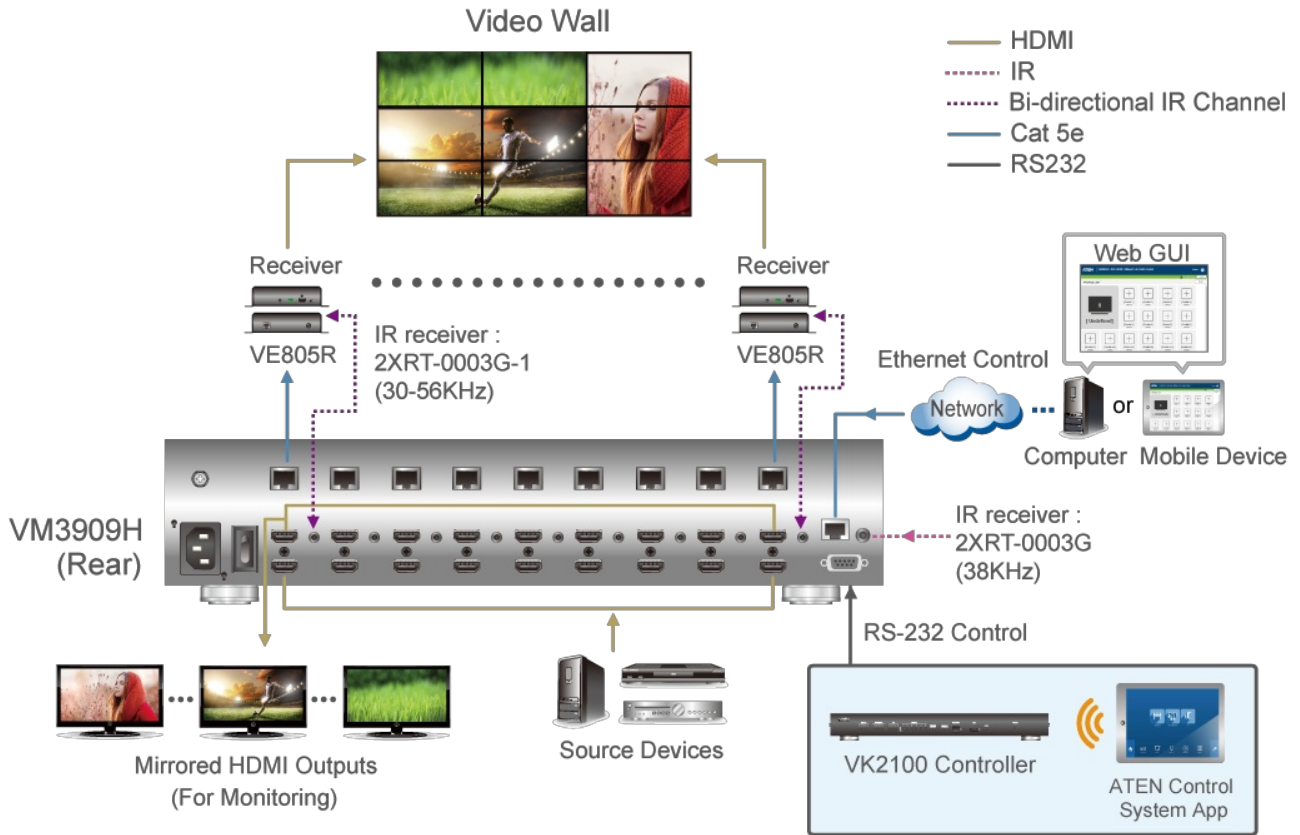 Video Wall
HDMI
IR
Bi-directional IR Channel
Cat 5e
RS232
Receiver
Receiver
Web GUI
IR receiver :
2XRT-0003G-1
(30-56KHz)
VE805R
VE805R
Ethernet Control
Network
or
Computer
Mobile Device
VM3909H
(Rear)
IR receiver :
2XRT-0003G
(38KHz)
RS-232 Control
Mirrored HDMI Outputs
(For Monitoring)
Source Devices
VK2100 Controller
ATEN Control
System App